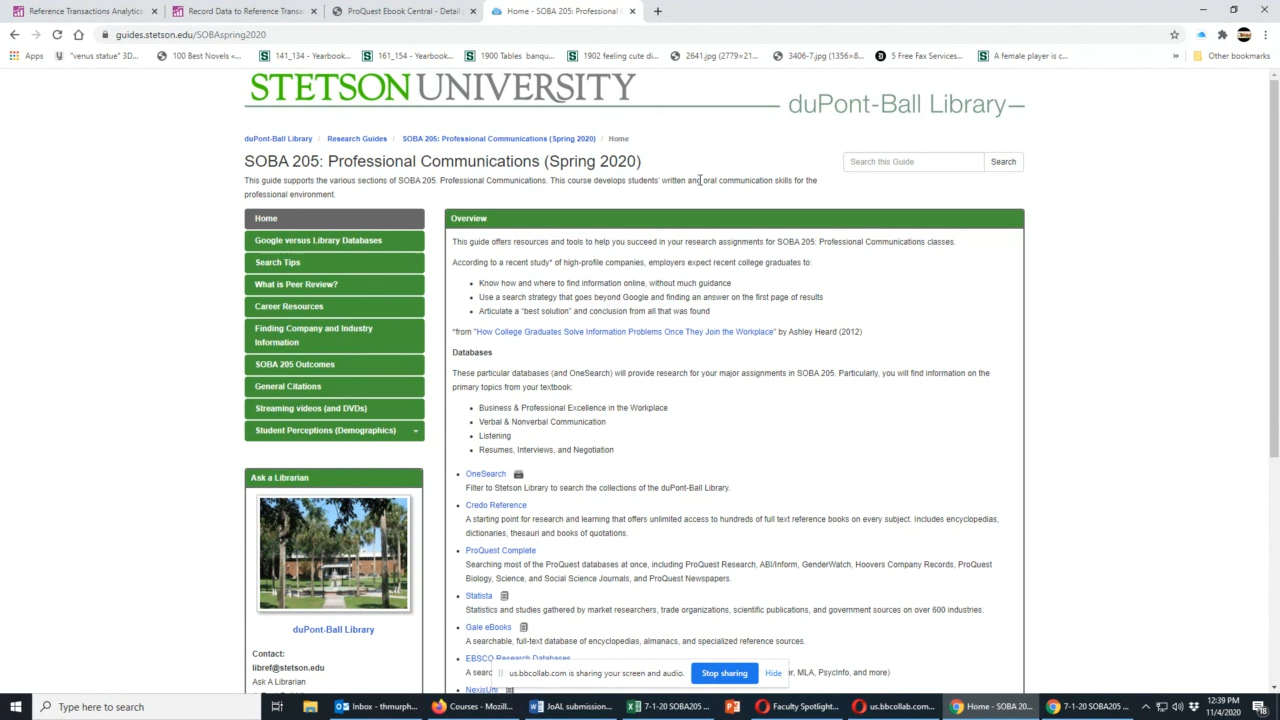 Reference Transactions Analytics
Record Data to Reference Trans
ProQuest Ebook Central - Detail
Home - SOBA 205: Professional C
guides.stetson.edu/SOBAspring2020
Apps
"venus statue" 3D...
100 Best Novels «...
141_134 - Yearbook...
161_154 - Yearbook...
1900 Tables banqu...
1902 feeling cute di...
2641.jpg (2779×21...
3406-7.jpg (1356×8...
5 Free Fax Services...
A female player is c...
»
Other bookmarks
STETSON UNIVERSITY
duPont-Ball Library
duPont-Ball Library / Research Guides / SOBA 205: Professional Communications (Spring 2020) / Home
SOBA 205: Professional Communications (Spring 2020)
Search this Guide
Search
This guide supports the various sections of SOBA 205. Professional Communications. This course develops students' written and oral communication skills for the
professional environment.
Home
Google versus Library Databases
Search Tips
What is Peer Review?
Career Resources
Finding Company and Industry
Information
SOBA 205 Outcomes
General Citations
Streaming videos (and DVDs)
Student Perceptions (Demographics)
Ask a Librarian
duPont-Ball Library
Contact:
libref@stetson.edu
Ask A Librarian
Overview
This guide offers resources and tools to help you succeed in your research assignments for SOBA 205: Professional Communications classes.
According to a recent study* of high-profile companies, employers expect recent college graduates to:
Know how and where to find information online, without much guidance
Use a search strategy that goes beyond Google and finding an answer on the first page of results
Articulate a "best solution" and conclusion from all that was found
*from "How College Graduates Solve Information Problems Once They Join the Workplace" by Ashley Heard (2012)
Databases
These particular databases (and OneSearch) will provide research for your major assignments in SOBA 205. Particularly, you will find information on the
primary topics from your textbook:
Business & Professional Excellence in the Workplace
Verbal & Nonverbal Communication
Listening
Resumes, Interviews, and Negotiation
OneSearch
Filter to Stetson Library to search the collections of the duPont-Ball Library.
Credo Reference
A starting point for research and learning that offers unlimited access to hundreds of full text reference books on every subject. Includes encyclopedias,
dictionaries, thesauri and books of quotations.
ProQuest Complete
Searching most of the ProQuest databases at once, including ProQuest Research, ABI/Inform, GenderWatch, Hoovers Company Records, ProQuest
Biology, Science, and Social Science Journals, and ProQuest Newspapers.
Statista
Statistics and studies gathered by market researchers, trade organizations, scientific publications, and government sources on over 600 industries.
Gale eBooks
A searchable, full-text database of encyclopedias, almanacs, and specialized reference sources.
EBSCO Research Databases
A searc
MLA, PsycInfo, and more)
NexisUni
us.bbcollab.com is sharing your screen and audio.
Stop sharing
Hide
Type here to search
Inbox - thmurph...
Courses - Mozill...
JoAL submission...
7-1-20 SOBA205 ...
Faculty Spotlight...
us.bbcollab.com...
Home - SOBA 20...
7-1-20 SOBA205 ...
12:39 PM
11/4/2020
18